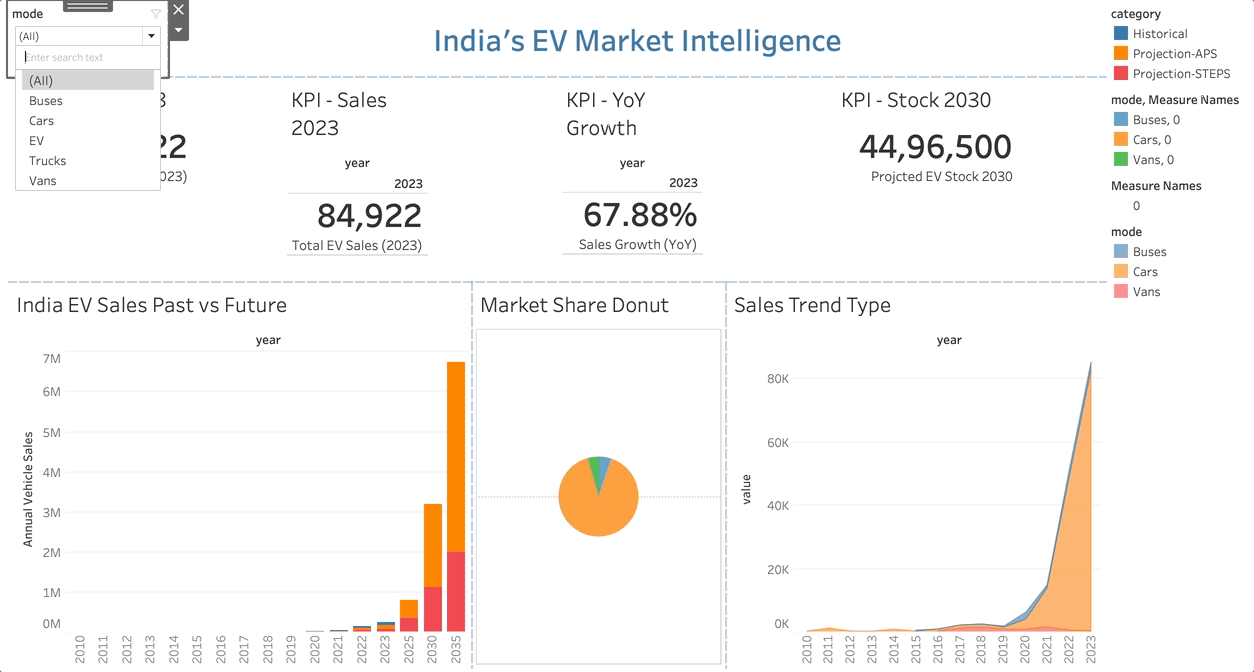 mode
(All)
Enter search text
(All)
Buses
Cars
EV
Trucks
Vans
India’s EV Market Intelligence
KPI - Sales
2023
year
2023
84,922
Total EV Sales (2023)
KPI - YoY
Growth
year
2023
67.88%
Sales Growth (YoY)
KPI - Stock 2030
44,96,500
Projcted EV Stock 2030
category
Historical
Projection-APS
Projection-STEPS
mode, Measure Names
Buses, 0
Cars, 0
Vans, 0
Measure Names
0
mode
Buses
Cars
Vans
India EV Sales Past vs Future
year
Annual Vehicle Sales
7M
6M
5M
4M
3M
2M
1M
0M
2010
2011
2012
2013
2014
2015
2016
2017
2018
2019
2020
2021
2022
2023
2025
2030
2035
Market Share Donut
Sales Trend Type
year
value
80K
60K
40K
20K
0K
2010
2011
2012
2013
2014
2015
2016
2017
2018
2019
2020
2021
2022
2023